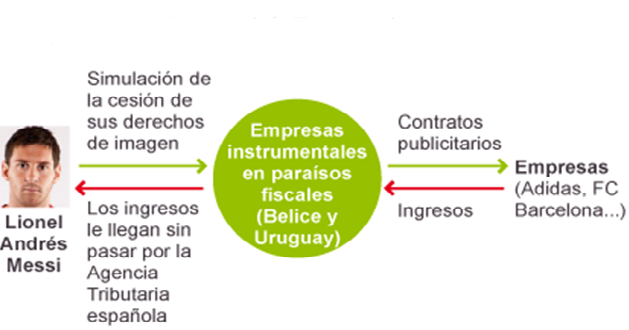 Simulación de
la cesión de
sus derechos
de imagen
Lionel
Andrés
Messi
Los ingresos
le llegan sin
pasar por la
Agencia
Tributaria
española
Empresas
instrumentales
en paraísos
fiscales
(Belice y
Uruguay)
Contratos
publicitarios
Ingresos
Empresas
(Adidas, FC
Barcelona...)